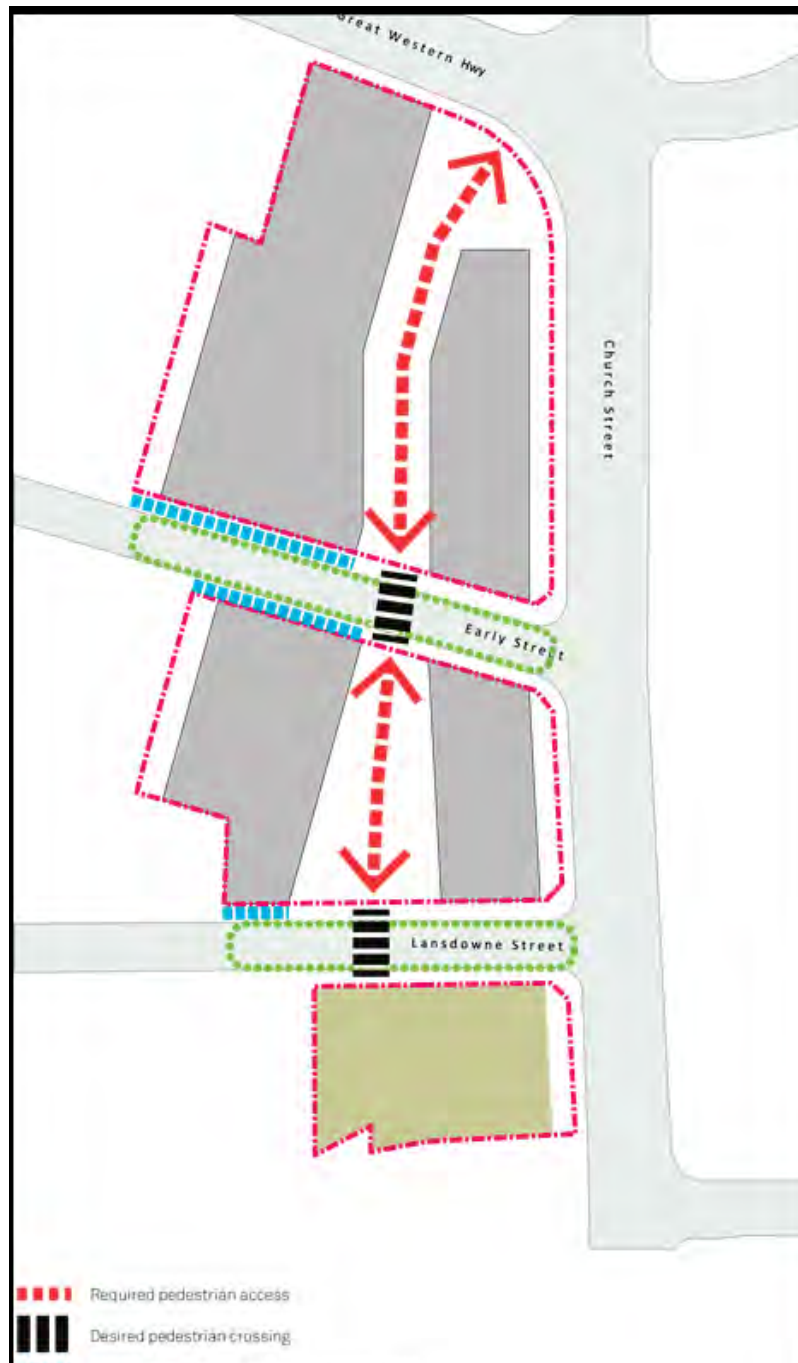 Great Western Hwy
Church Street
Early Street
Lansdowne Street
Required pedestrian access
Desired pedestrian crossing